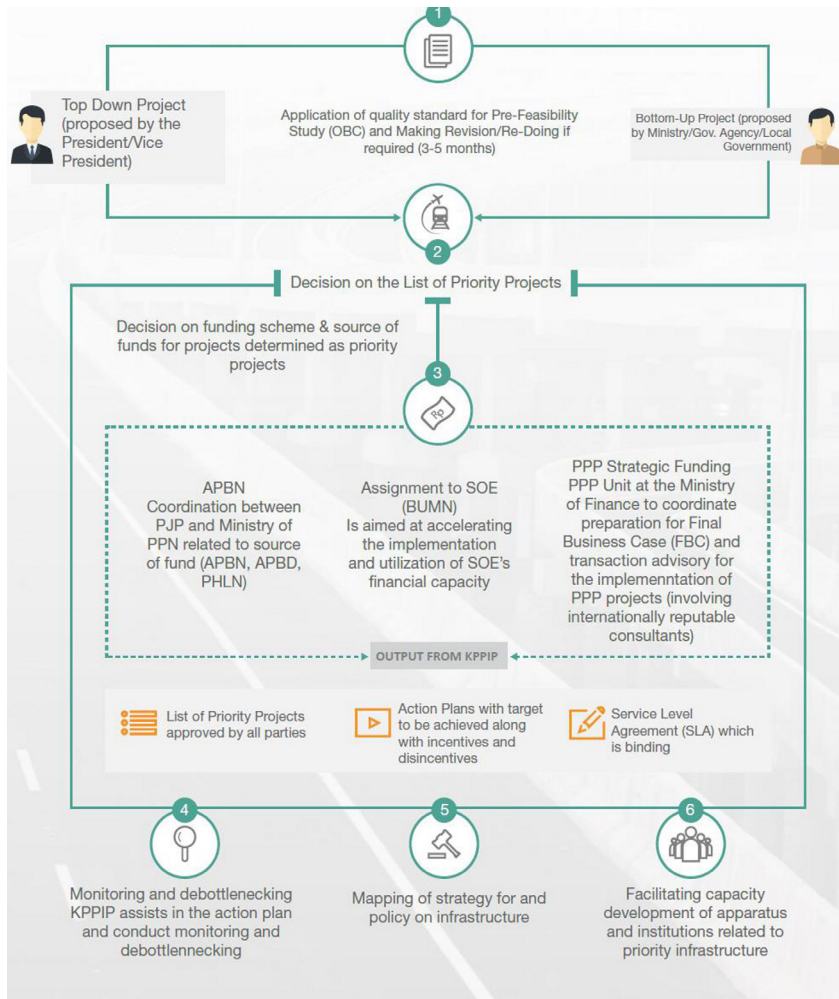 1
Top Down Project
(proposed by the
President/Vice
President)
Application of quality standard for Pre-Feasibility
Study (OBC) and Making Revision/Re-Doing if
required (3-5 months)
Bottom-Up Project (proposed
by Ministry/Gov. Agency/Local
Government)
2
Decision on the List of Priority Projects
Decision on funding scheme & source of
funds for projects determined as priority
projects
3
Rp
APBN
Coordination between
PJP and Ministry of
PPN related to source
of fund (APBN, APBD,
PHLN)
Assignment to SOE
(BUMN)
Is aimed at accelerating
the implementation
and utilization of SOE's
financial capacity
PPP Strategic Funding
PPP Unit at the Ministry
of Finance to coordinate
preparation for Final
Business Case (FBC) and
transaction advisory for
the implemenntation of
PPP projects (involving
internationally reputable
consultants)
OUTPUT FROM KPPIP
List of Priority Projects
approved by all parties
Action Plans with target
to be achieved along
with incentives and
disincentives
Service Level
Agreement (SLA) which
is binding
4
Monitoring and debottlenecking
KPPIP assists in the action plan
and conduct monitoring and
debottlennecking
5
Mapping of strategy for and
policy on infrastructure
6
Facilitating capacity
development of apparatus
and institutions related to
priority infrastructure